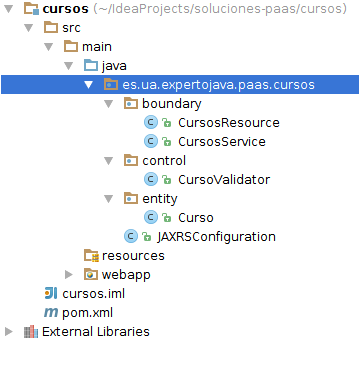 cursos (~/IdeaProjects/soluciones-paas/cursos)
src
main
java
es.ua.expertojava.paas.cursos
boundary
CursosResource
CursosService
control
CursoValidator
entity
Curso
JAXRSConfiguration
resources
webapp
cursos.iml
pom.xml
External Libraries